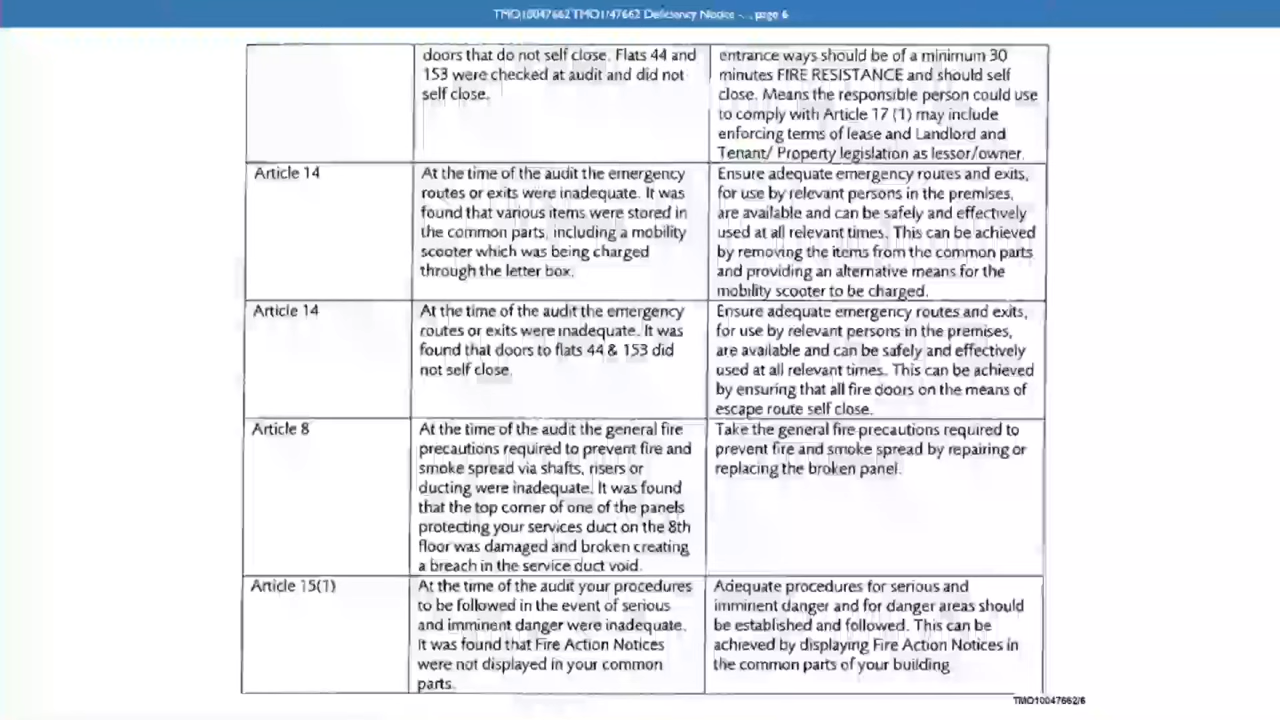 TMO10047662 TMO1/47662 Deficiency Notice - .. page 6
doors that do not self close. Flats 44 and
153 were checked at audit and did not
self close.
entrance ways should be of a minimum 30
minutes FIRE RESISTANCE and should self
close. Means the responsible person could use
to comply with Article 17 (1) may include
enforcing terms of lease and Landlord and
Tenant/ Property legislation as lessor/owner.
Article 14
At the time of the audit the emergency
routes or exits were inadequate. It was
found that various items were stored in
the common parts, including a mobility
scooter which was being charged
through the letter box.
Ensure adequate emergency routes and exits,
for use by relevant persons in the premises,
are available and can be safely and effectively
used at all relevant times. This can be achieved
by removing the items from the common parts
and providing an alternative means for the
mobility scooter to be charged.
Article 14
At the time of the audit the emergency
routes or exits were inadequate. It was
found that doors to flats 44 & 153 did
not self close.
Ensure adequate emergency routes and exits,
for use by relevant persons in the premises,
are available and can be safely and effectively
used at all relevant times. This can be achieved
by ensuring that all fire doors on the means of
escape route self close.
Article 8
At the time of the audit the general fire
precautions required to prevent fire and
smoke spread via shafts, risers or
ducting were inadequate. It was found
that the top corner of one of the panels
protecting your services duct on the 8th
floor was damaged and broken creating
a breach in the service duct void.
Take the general fire precautions required to
prevent fire and smoke spread by repairing or
replacing the broken panel.
Article 15(1)
At the time of the audit your procedures
to be followed in the event of serious
and imminent danger were inadequate.
It was found that Fire Action Notices
were not displayed in your common
parts.
Adequate procedures for serious and
imminent danger and for danger areas should
be established and followed. This can be
achieved by displaying Fire Action Notices in
the common parts of your building
TMO10047662/6